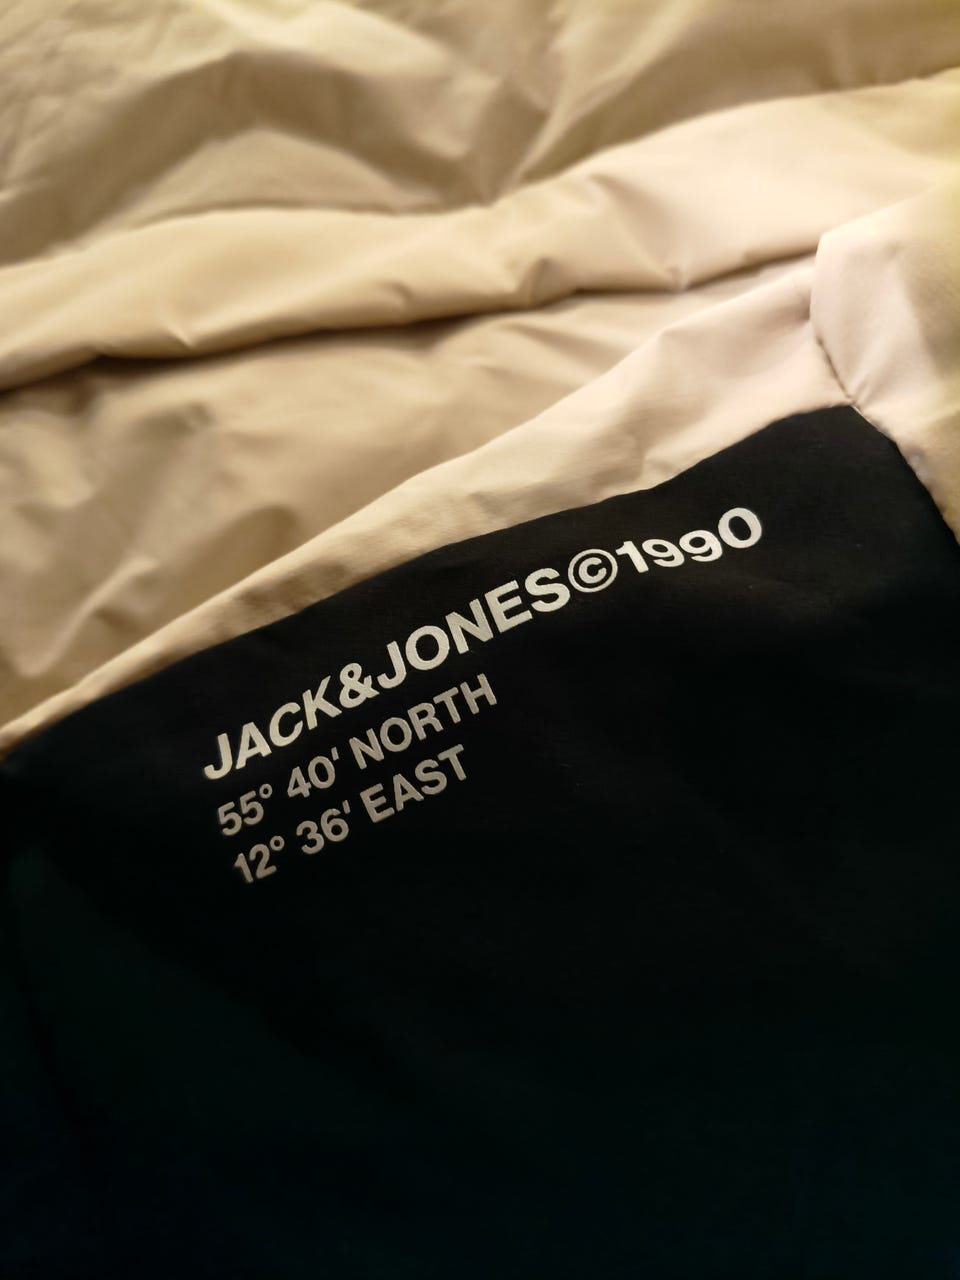 JACK&JONES©1990
55° 40' NORTH
12° 36' EAST